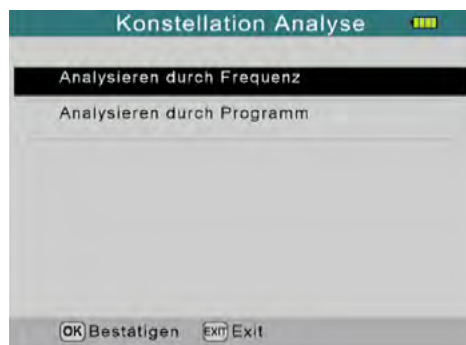 Konstellation Analyse
Analysieren durch Frequenz
Analysieren durch Programm
OK Bestätigen EXIT Exit